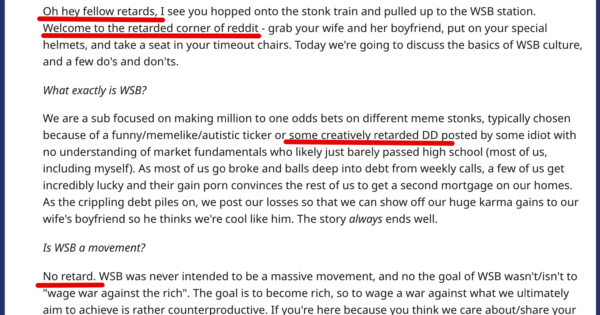 Oh hey fellow retards, I see you hopped onto the stonk train and pulled up to the WSB station.
Welcome to the retarded corner of reddit - grab your wife and her boyfriend, put on your special
helmets, and take a seat in your timeout chairs. Today we're going to discuss the basics of WSB culture,
and a few do's and don'ts.
What exactly is WSB?
We are a sub focused on making million to one odds bets on different meme stonks, typically chosen
because of a funny/memelike/autistic ticker or some creatively retarded DD posted by some idiot with
no understanding of market fundamentals who likely just barely passed high school (most of us,
including myself). As most of us go broke and balls deep into debt from weekly calls, a few of us get
incredibly lucky and their gain porn convinces the rest of us to get a second mortgage on our homes.
As the crippling debt piles on, we post our losses so that we can show off our huge karma gains to our
wife's boyfriend so he thinks we're cool like him. The story always ends well.
Is WSB a movement?
No retard. WSB was never intended to be a massive movement, and no the goal of WSB wasn't/isn't to
"wage war against the rich". The goal is to become rich, so to wage a war against what we ultimately
aim to achieve is rather counterproductive. If you're here because you think we care about/share your